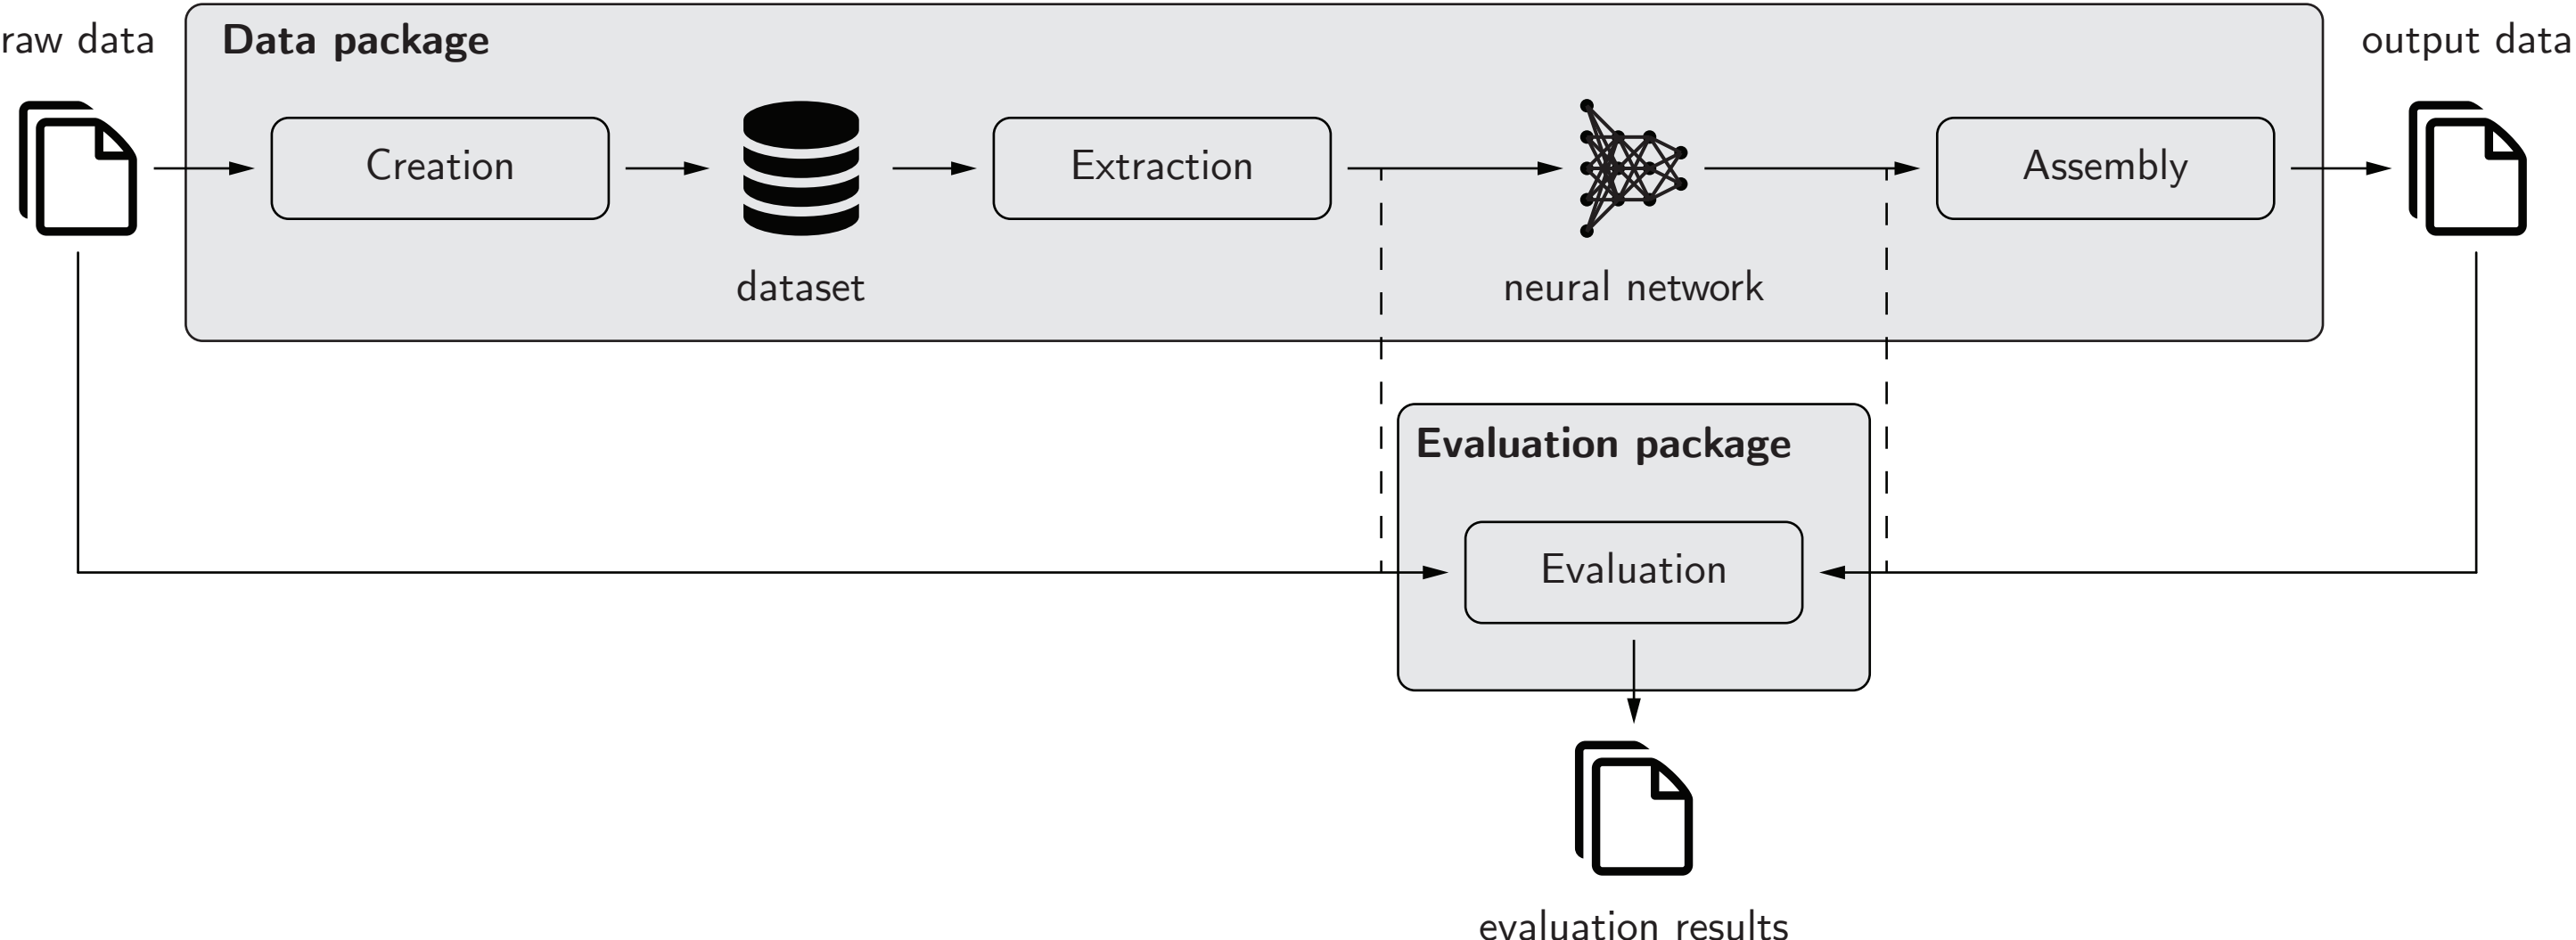 raw data
Data package
output data
Creation
Extraction
Assembly
dataset
neural network
Evaluation package
Evaluation
evaluation results